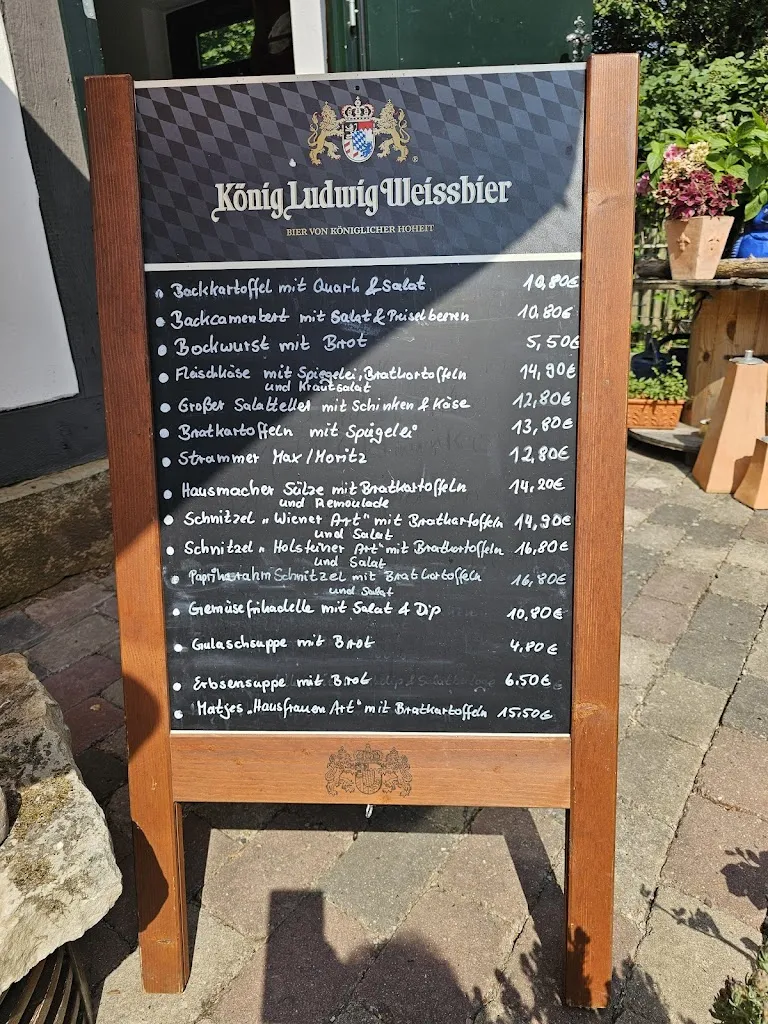 König Ludwig Weissbier
BIER VON KÖNIGLICHER HOHEIT
Backkartoffel mit Quark & Salat 10,80€
Backcamenbert mit Salat & Preiselbeeren 10,80€
Bockwurst mit Brot 5,50€
Fleischkäse mit Spiegelei, Bratkartoffeln 14,90€
und Krautsalat
Großer Salatteller mit Schinken & Käse 12,80€
Bratkartoffeln mit Spiegelei 13,80€
Strammer Max/Moritz 12,80€
Hausmacher Sülze mit Bratkartoffeln 14,20€
und Remoulade
Schnitzel „Wiener Art" mit Bratkartoffeln 14,90€
und Salat
Schnitzel „Holsteiner Art" mit Bratkartoffeln 16,80€
und Salat
Paprikarahm Schnitzel mit Bratkartoffeln 16,80€
und Salat
Gemüsefrikadelle mit Salat & Dip 10,80€
Gulaschsuppe mit Brot 4,80€
Erbsensuppe mit Brot 6.50€
Matjes „Hausfrauen Art" mit Bratkartoffeln 15,50€